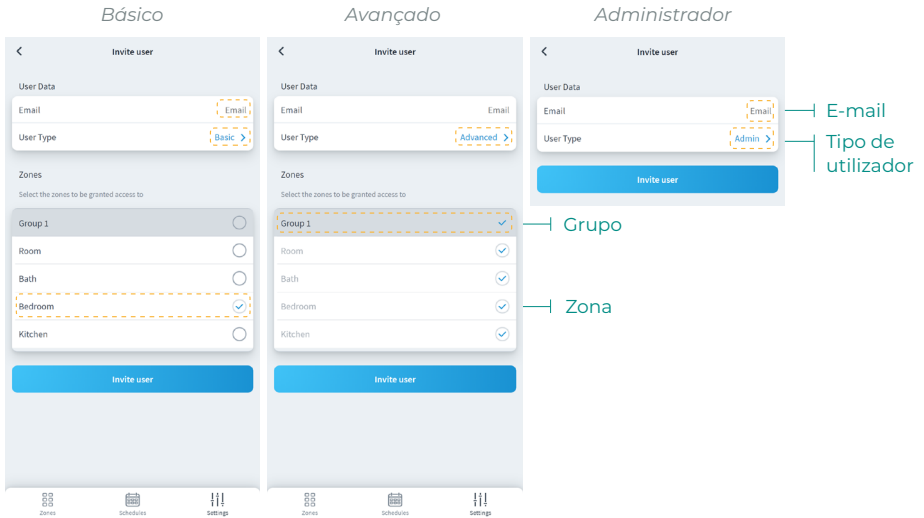 Básico
Invite user
User Data
Email Email
User Type Basic
Zones
Select the zones to be granted access to
Group 1
Room
Bath
Bedroom
Kitchen
Invite user
Zones Schedules Settings
Avançado
Invite user
User Data
Email Email
User Type Advanced
Zones
Select the zones to be granted access to
Group 1
Room
Bath
Bedroom
Kitchen
Invite user
Zones Schedules Settings
Administrador
Invite user
User Data
Email Email
User Type Admin
Invite user
E-mail
Tipo de
utilizador
Grupo
Zona